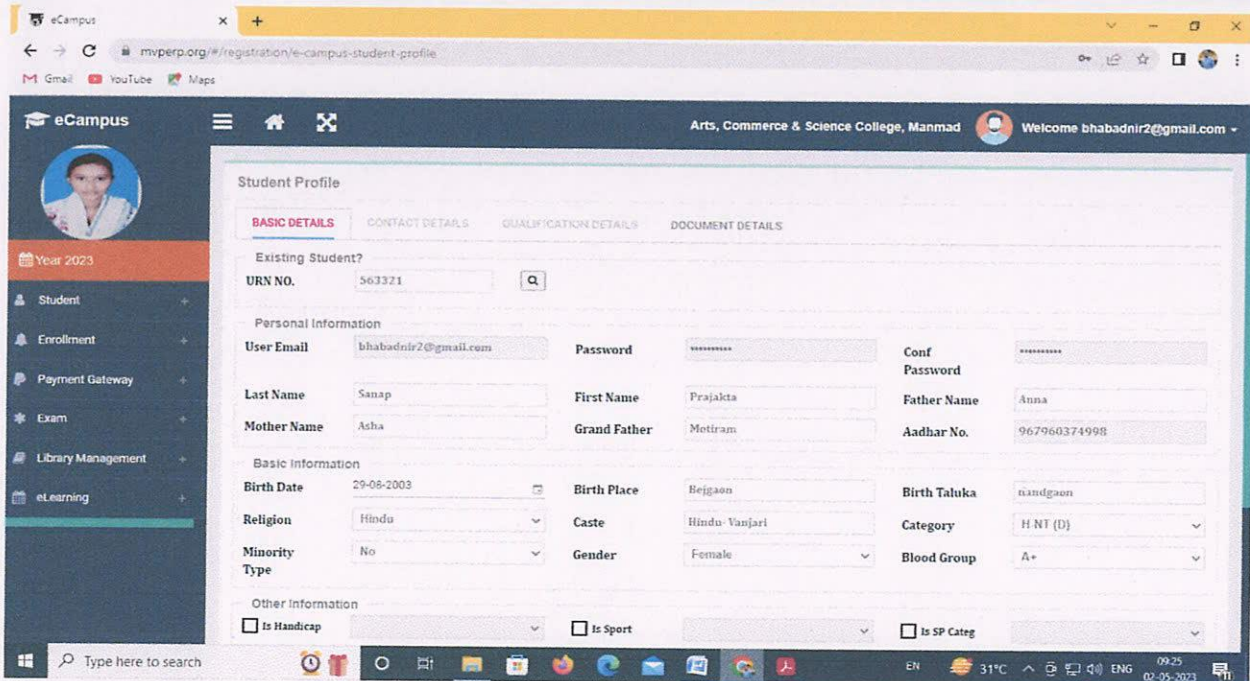 eCampus
mvperp.org/#/registration/e-campus-student-profile
Gmail YouTube Maps
eCampus
Arts, Commerce & Science College, Manmad Welcome bhabadnir2@gmail.com
Student Profile
BASIC DETAILS CONTACT DETAILS QUALIFICATION DETAILS DOCUMENT DETAILS
Year 2023
Student
Enrollment
Payment Gateway
Exam
Library Management
eLearning
Existing Student?
URN NO. 563321
Personal Information
User Email bhabadnir2@gmail.com Password ********** Conf Password **********
Last Name Sanap First Name Prajakta Father Name Anna
Mother Name Asha Grand Father Motiram Aadhar No. 967960374998
Basic Information
Birth Date 29-08-2003 Birth Place Bejgaon Birth Taluka nandgaon
Religion Hindu Caste Hindu- Vanjari Category H-NT (D)
Minority Type No Gender Female Blood Group A+
Other Information
Is Handicap Is Sport Is SP Categ
Type here to search EN 31°C ENG 09:25
02-05-2023